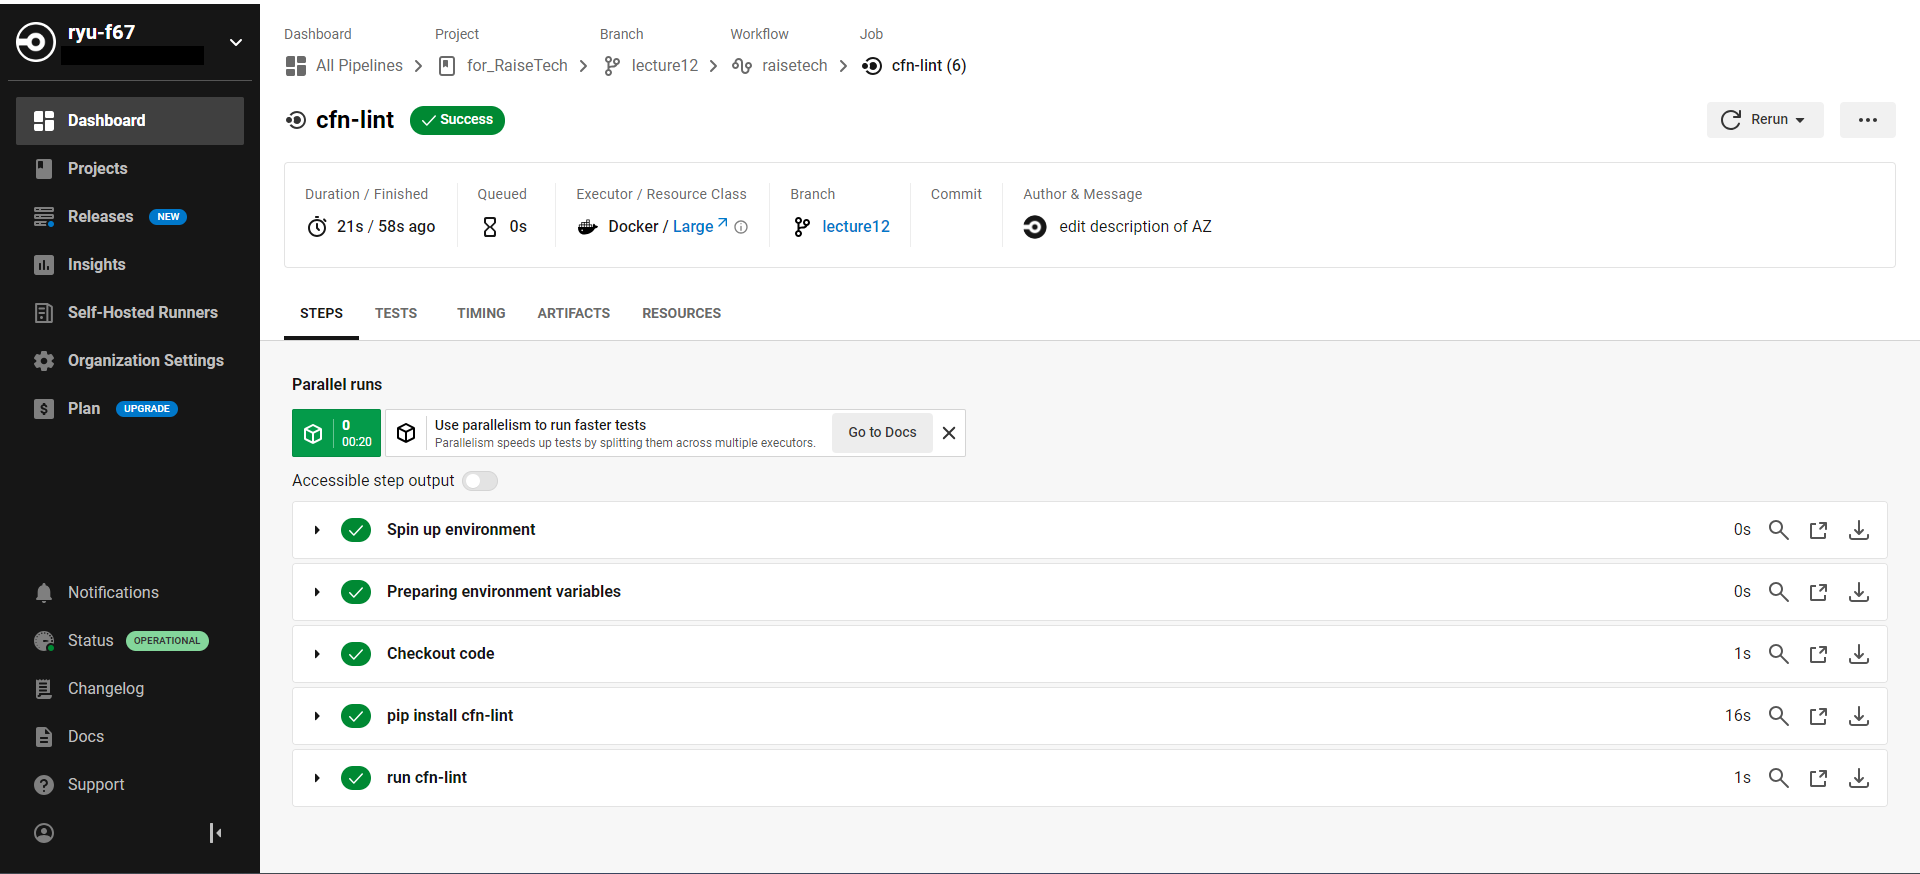 ryu-f67
Dashboard
Projects
Releases NEW
Insights
Self-Hosted Runners
Organization Settings
Plan UPGRADE
Notifications
Status OPERATIONAL
Changelog
Docs
Support
Dashboard Project Branch Workflow Job
All Pipelines for_RaiseTech lecture12 raisetech cfn-lint (6)
cfn-lint Success
Rerun
Duration / Finished Queued Executor / Resource Class Branch Commit Author & Message
21s / 58s ago 0s Docker / Large lecture12 edit description of AZ
STEPS TESTS TIMING ARTIFACTS RESOURCES
Parallel runs
0
00:20
Use parallelism to run faster tests
Parallelism speeds up tests by splitting them across multiple executors.
Go to Docs
Accessible step output
Spin up environment 0s
Preparing environment variables 0s
Checkout code 1s
pip install cfn-lint 16s
run cfn-lint 1s